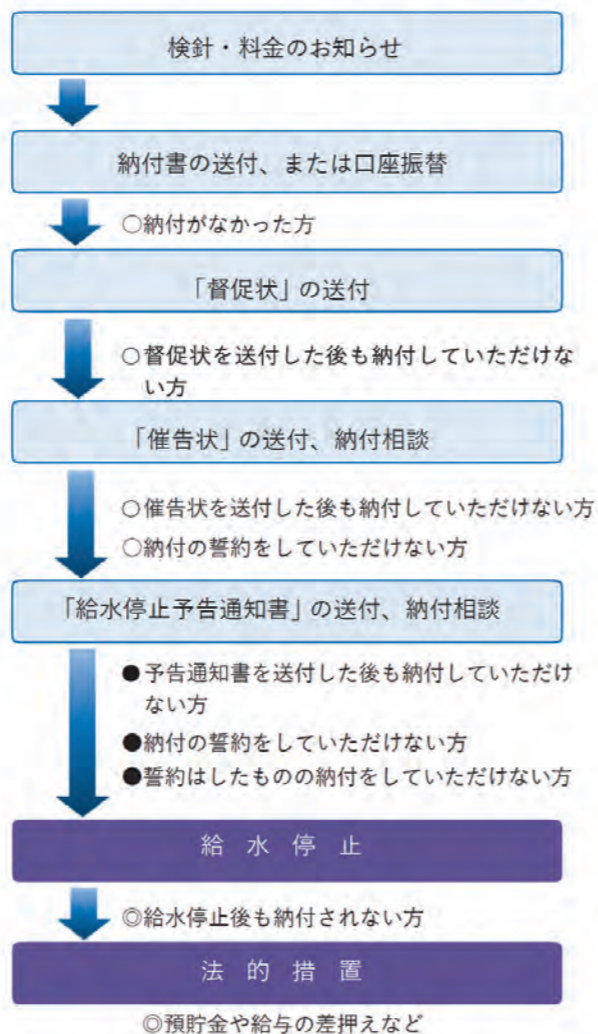 検針・料金のお知らせ
納付書の送付、または口座振替
○納付がなかった方
「督促状」の送付
○督促状を送付した後も納付していただけな
い方
「催告状」の送付、納付相談
○催告状を送付した後も納付していただけない方
○納付の誓約をしていただけない方
「給水停止予告通知書」の送付、納付相談
●予告通知書を送付した後も納付していただけ
ない方
●納付の誓約をしていただけない方
●誓約はしたものの納付をしていただけない方
給 水 停 止
◎給水停止後も納付されない方
法 的 措 置
◎預貯金や給与の差押えなど